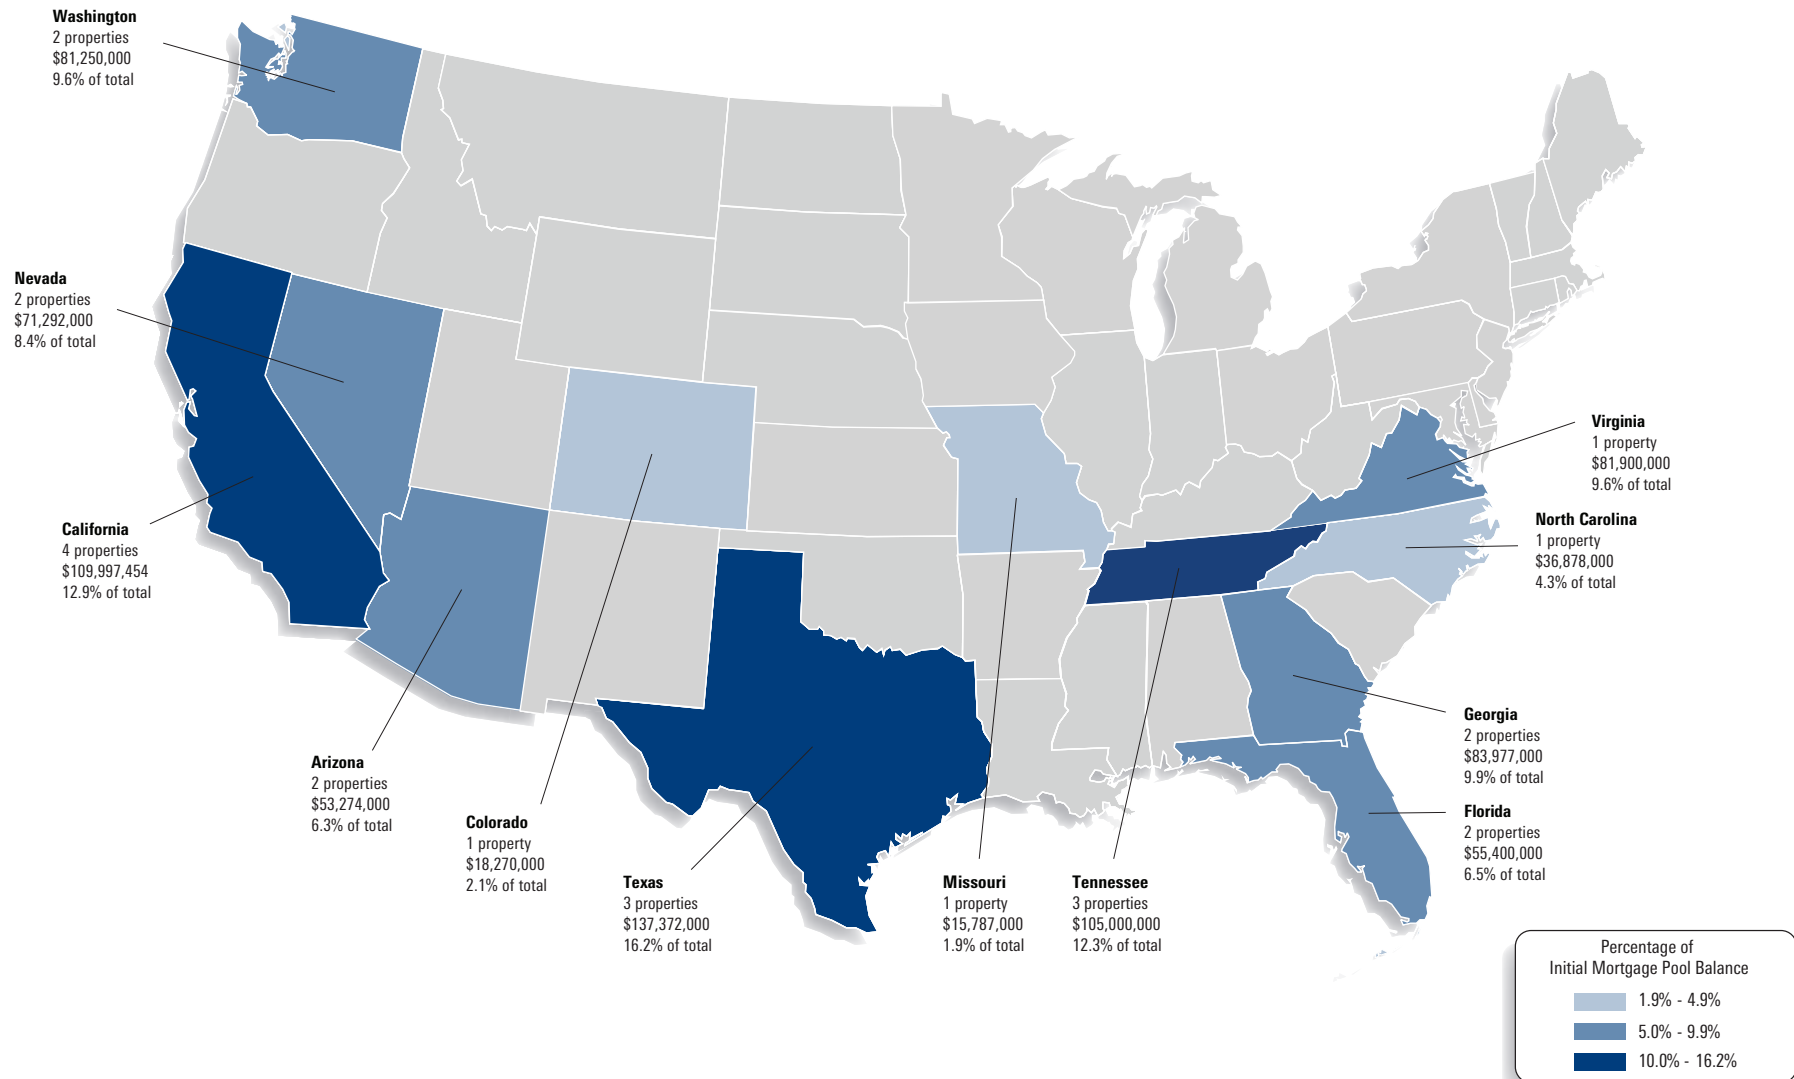 Washington
2 properties
$81,250,000
9.6% of total
Nevada
2 properties
$71,292,000
8.4% of total
California
4 properties
$109,997,454
12.9% of total
Arizona
2 properties
$53,274,000
6.3% of total
Colorado
1 property
$18,270,000
2.1% of total
Texas
3 properties
$137,372,000
16.2% of total
Missouri
1 property
$15,787,000
1.9% of total
Tennessee
3 properties
$105,000,000
12.3% of total
Virginia
1 property
$81,900,000
9.6% of total
North Carolina
1 property
$36,878,000
4.3% of total
Georgia
2 properties
$83,977,000
9.9% of total
Florida
2 properties
$55,400,000
6.5% of total
Percentage of
Initial Mortgage Pool Balance
1.9% - 4.9%
5.0% - 9.9%
10.0% - 16.2%